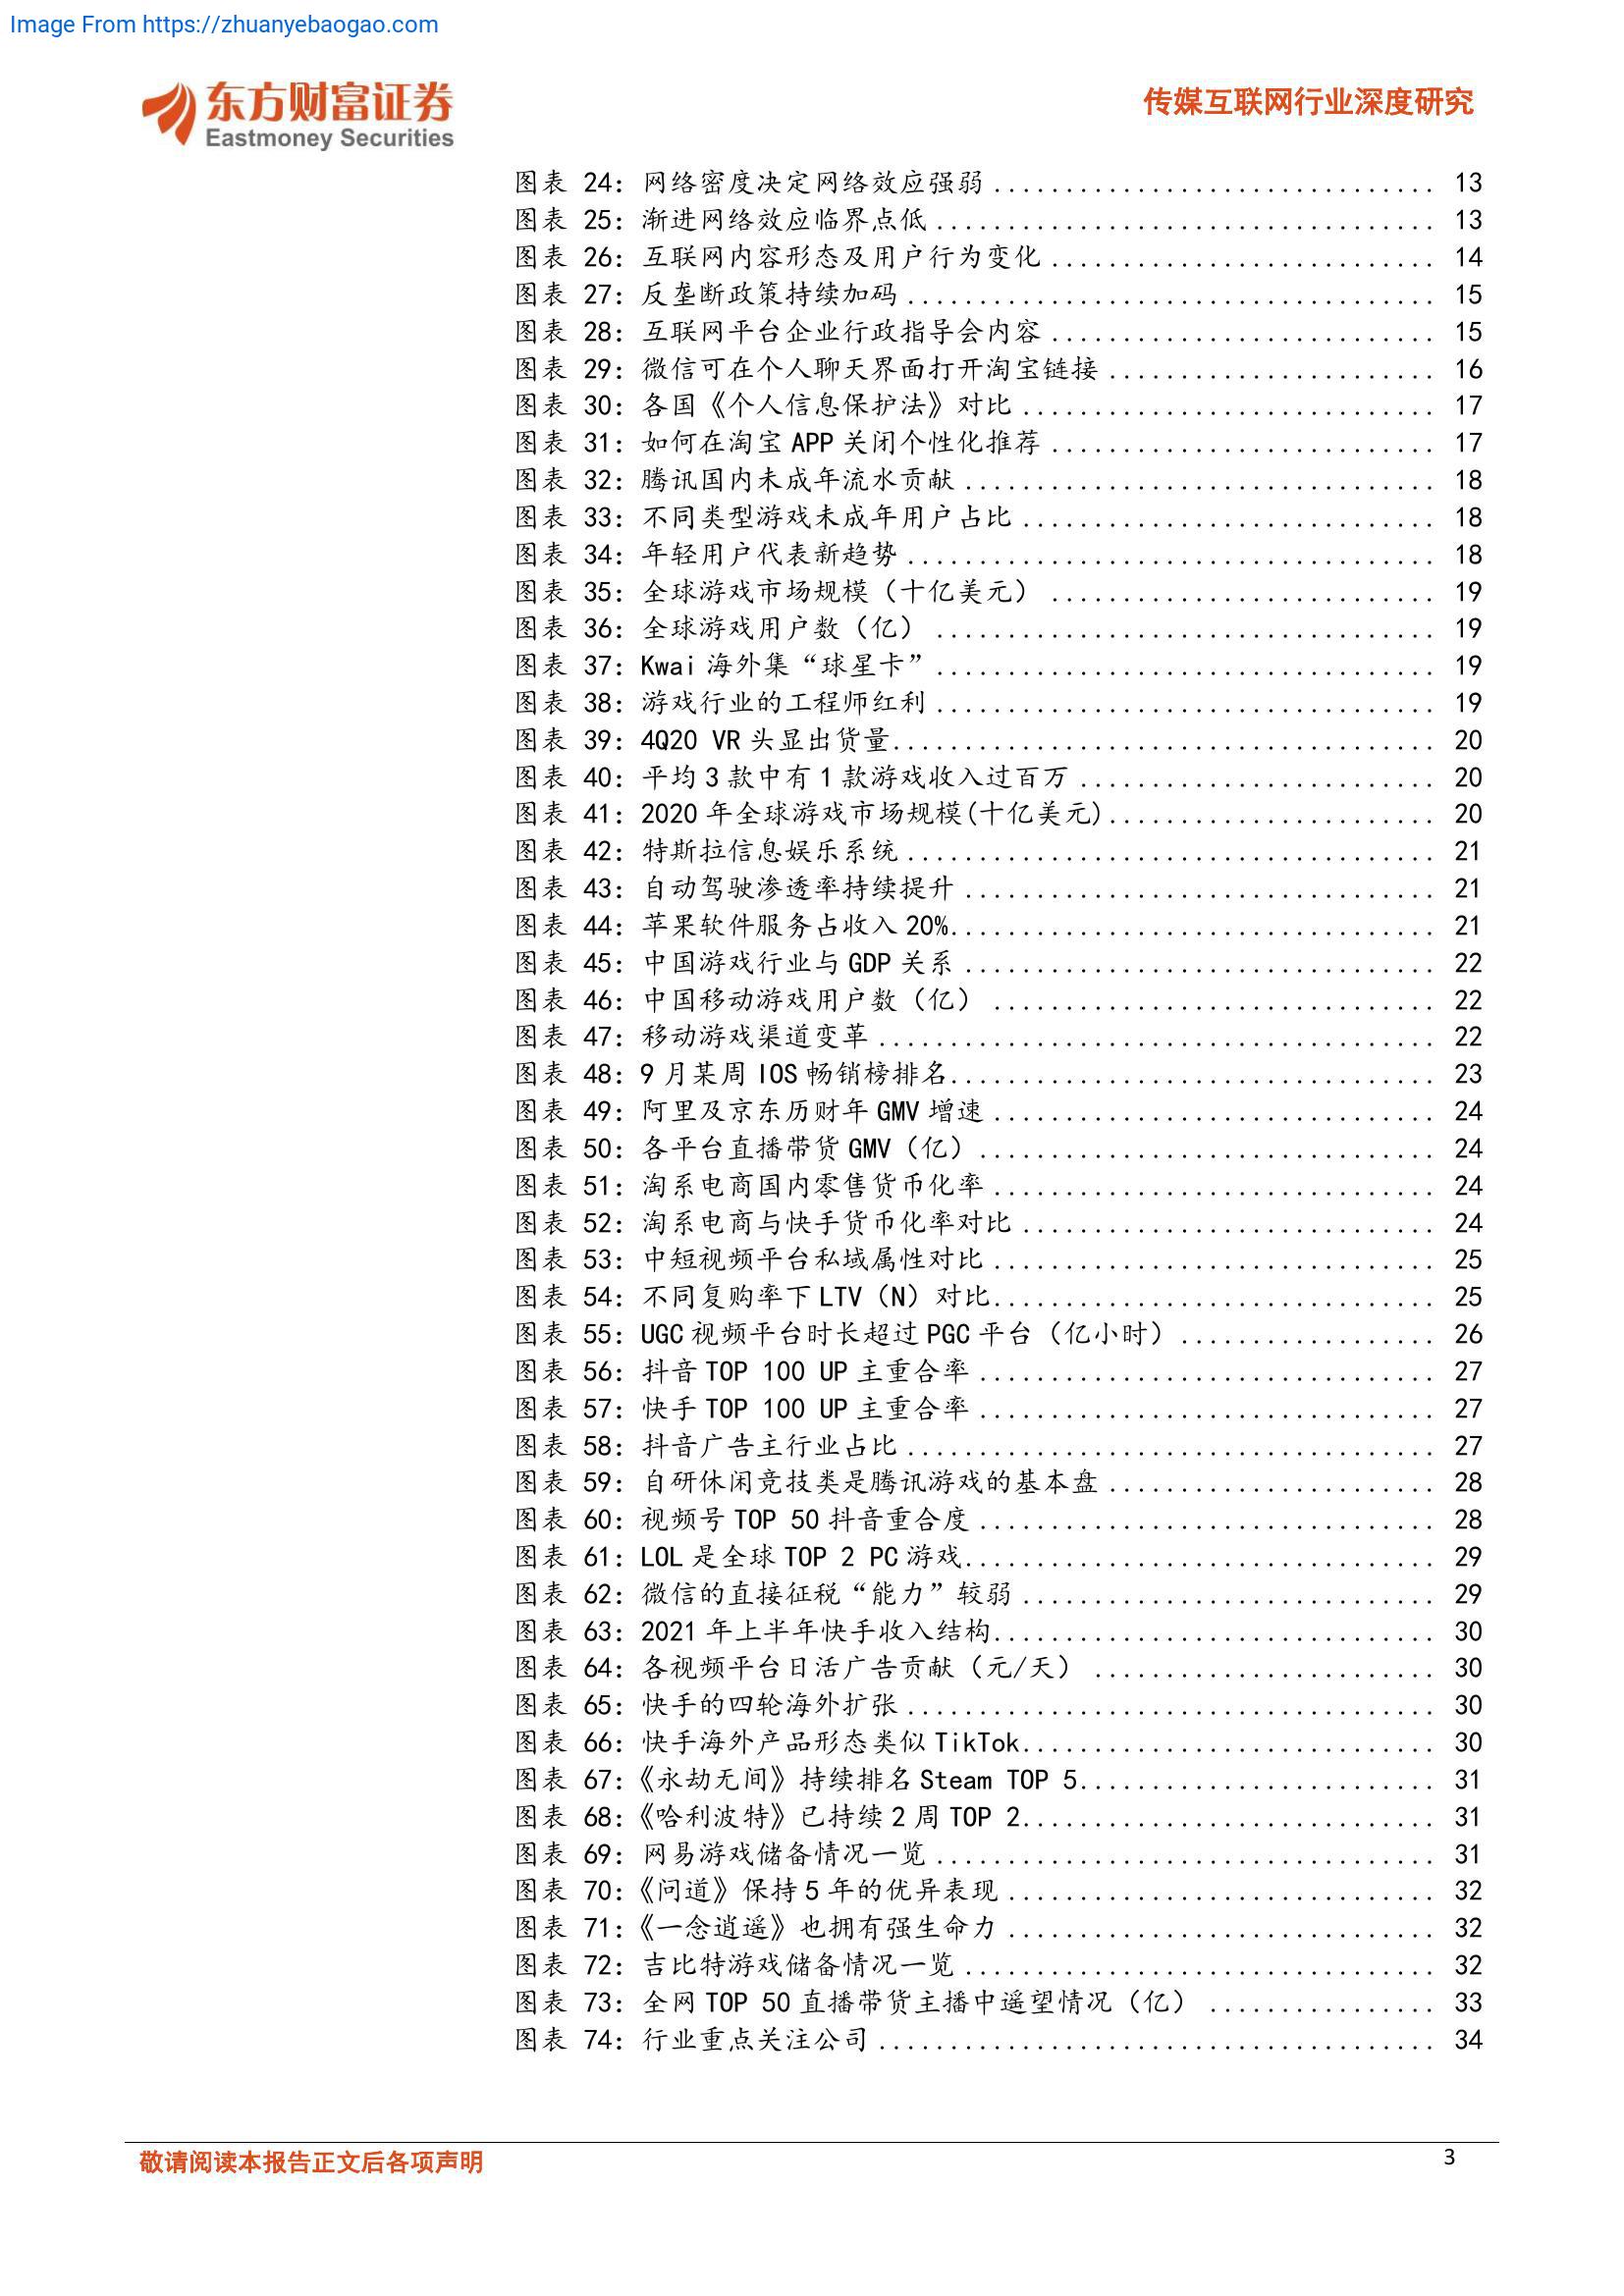 Image From https://zhuanyebaogao.com
东方财富证券
Eastmoney Securities
传媒互联网行业深度研究
图表 24：网络密度决定网络效应强弱............................... 13
图表 25：渐进网络效应临界点低................................... 13
图表 26：互联网内容形态及用户行为变化........................... 14
图表 27：反垄断政策持续加码..................................... 15
图表 28：互联网平台企业行政指导会内容........................... 15
图表 29：微信可在个人聊天界面打开淘宝链接....................... 16
图表 30：各国《个人信息保护法》对比............................. 17
图表 31：如何在淘宝 APP 关闭个性化推荐........................... 17
图表 32：腾讯国内未成年流水贡献................................. 18
图表 33：不同类型游戏未成年用户占比............................. 18
图表 34：年轻用户代表新趋势..................................... 18
图表 35：全球游戏市场规模（十亿美元）........................... 19
图表 36：全球游戏用户数（亿）................................... 19
图表 37：Kwai 海外集“球星卡”................................... 19
图表 38：游戏行业的工程师红利................................... 19
图表 39：4Q20 VR 头显出货量...................................... 20
图表 40：平均 3 款中有 1 款游戏收入过百万......................... 20
图表 41：2020 年全球游戏市场规模(十亿美元)....................... 20
图表 42：特斯拉信息娱乐系统..................................... 21
图表 43：自动驾驶渗透率持续提升................................. 21
图表 44：苹果软件服务占收入 20%.................................. 21
图表 45：中国游戏行业与 GDP 关系................................. 22
图表 46：中国移动游戏用户数（亿）............................... 22
图表 47：移动游戏渠道变革....................................... 22
图表 48：9 月某周 IOS 畅销榜排名.................................. 23
图表 49：阿里及京东历财年 GMV 增速............................... 24
图表 50：各平台直播带货 GMV（亿）................................ 24
图表 51：淘系电商国内零售货币化率............................... 24
图表 52：淘系电商与快手货币化率对比............................. 24
图表 53：中短视频平台私域属性对比............................... 25
图表 54：不同复购率下 LTV（N）对比............................... 25
图表 55：UGC 视频平台时长超过 PGC 平台（亿小时）.................. 26
图表 56：抖音 TOP 100 UP 主重合率................................ 27
图表 57：快手 TOP 100 UP 主重合率................................ 27
图表 58：抖音广告主行业占比..................................... 27
图表 59：自研休闲竞技类是腾讯游戏的基本盘....................... 28
图表 60：视频号 TOP 50 抖音重合度................................ 28
图表 61：LOL 是全球 TOP 2 PC 游戏................................. 29
图表 62：微信的直接征税“能力”较弱............................. 29
图表 63：2021 年上半年快手收入结构............................... 30
图表 64：各视频平台日活广告贡献（元/天）........................ 30
图表 65：快手的四轮海外扩张..................................... 30
图表 66：快手海外产品形态类似 TikTok............................. 30
图表 67：《永劫无间》持续排名 Steam TOP 5......................... 31
图表 68：《哈利波特》已持续 2 周 TOP 2............................. 31
图表 69：网易游戏储备情况一览................................... 31
图表 70：《问道》保持 5 年的优异表现.............................. 32
图表 71：《一念逍遥》也拥有强生命力.............................. 32
图表 72：吉比特游戏储备情况一览................................. 32
图表 73：全网 TOP 50 直播带货主播中遥望情况（亿）................ 33
图表 74：行业重点关注公司....................................... 34
敬请阅读本报告正文后各项声明
3